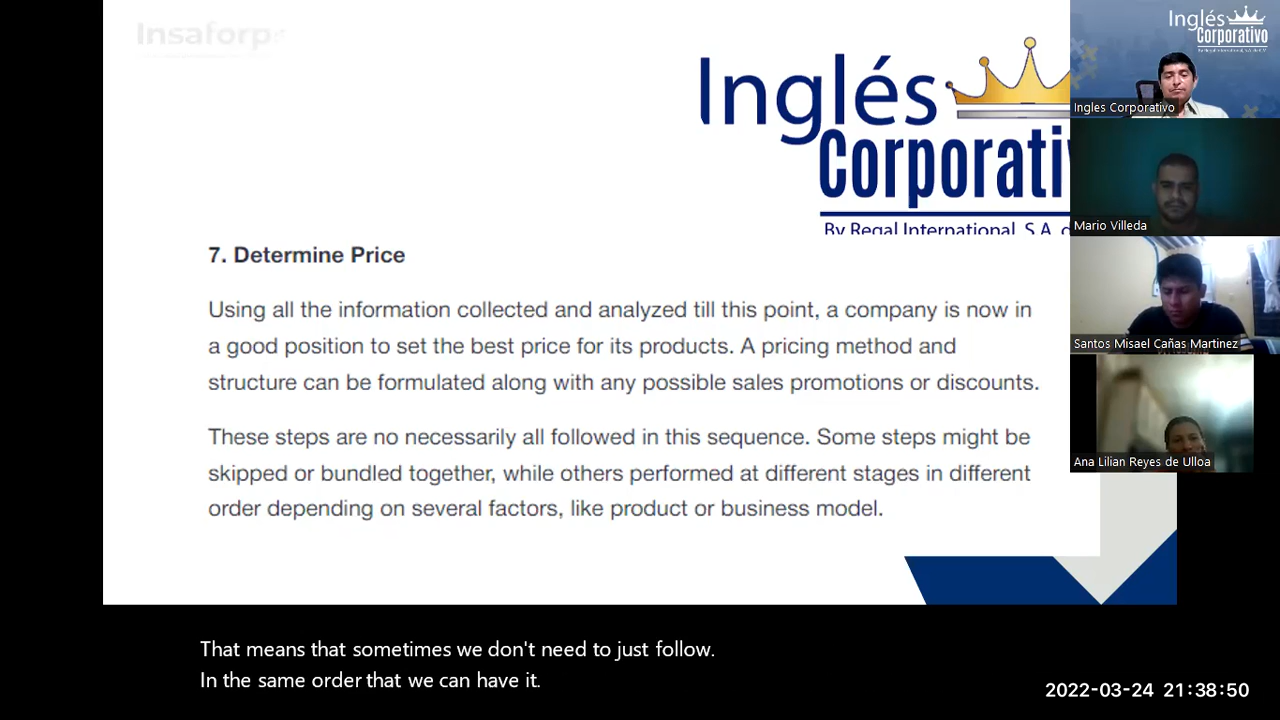 Insaforp
Inglés
Corporati
By Regal International, S.A. d
7. Determine Price
Using all the information collected and analyzed till this point, a company is now in
a good position to set the best price for its products. A pricing method and
structure can be formulated along with any possible sales promotions or discounts.
These steps are no necessarily all followed in this sequence. Some steps might be
skipped or bundled together, while others performed at different stages in different
order depending on several factors, like product or business model.
Inglés
Corporativo
Ingles Corporativo
Mario Villeda
Santos Misael Cañas Martinez
Ana Lilian Reyes de Ulloa
That means that sometimes we don't need to just follow.
In the same order that we can have it.
2022-03-24 21:38:50